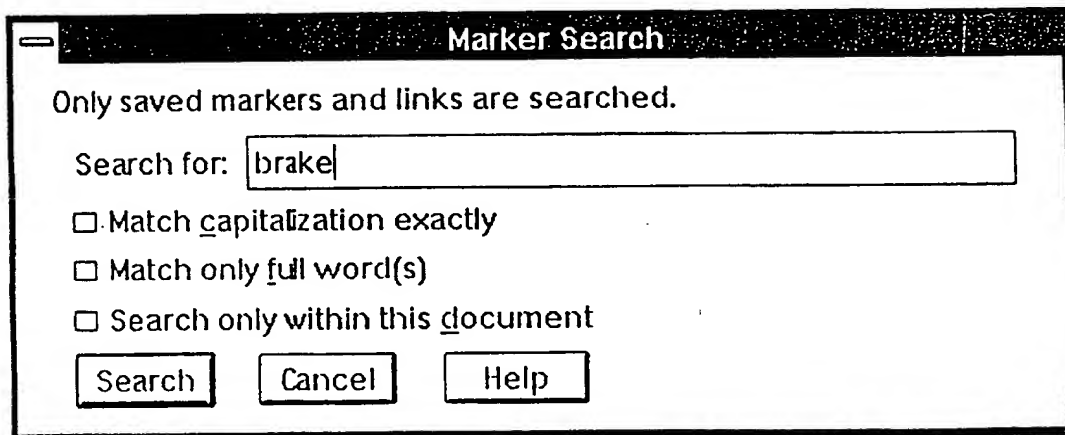 Marker Search
Only saved markers and links are searched.
Search for: brake
Match capitalization exactly
Match only full word(s)
Search only within this document
Search Cancel Help